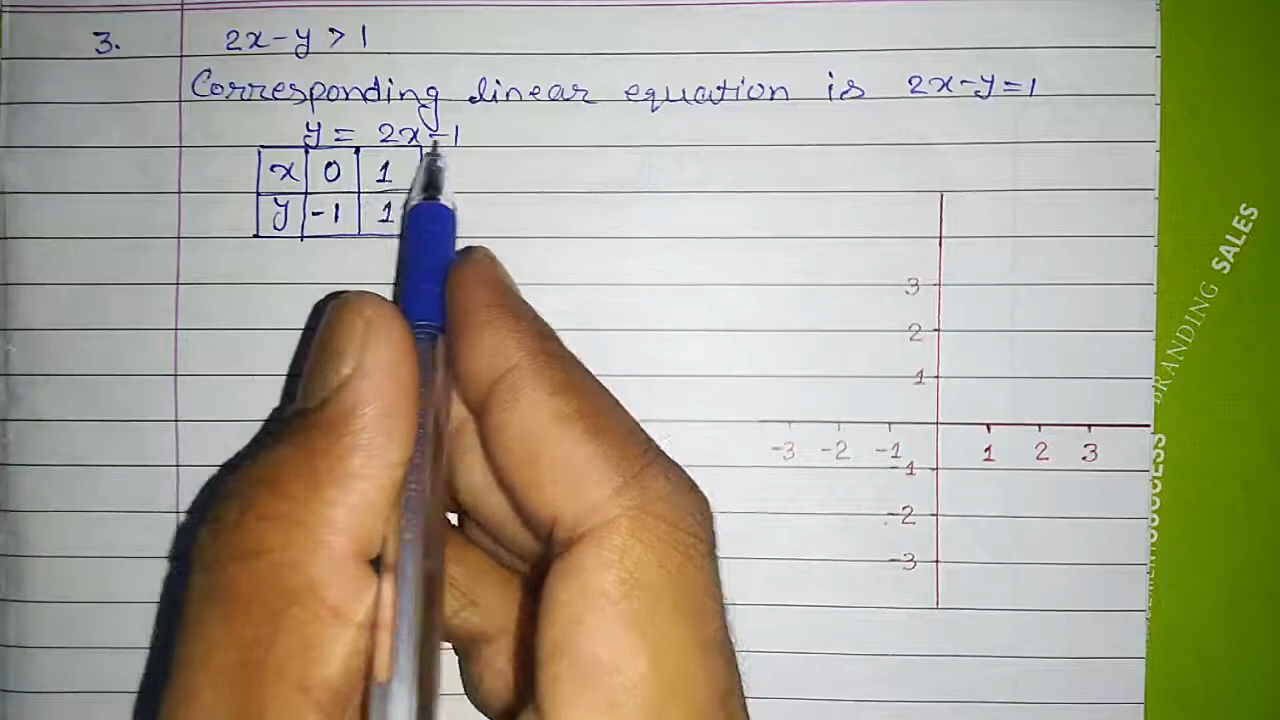 3. 2x-y > 1
Corresponding linear equation is 2x-y=1
y = 2x-1
x 0 1
y -1 1
3
2
1
-3 -2 -1 1 2 3
-1
-2
-3
BRANDING SALES
SUCCESS